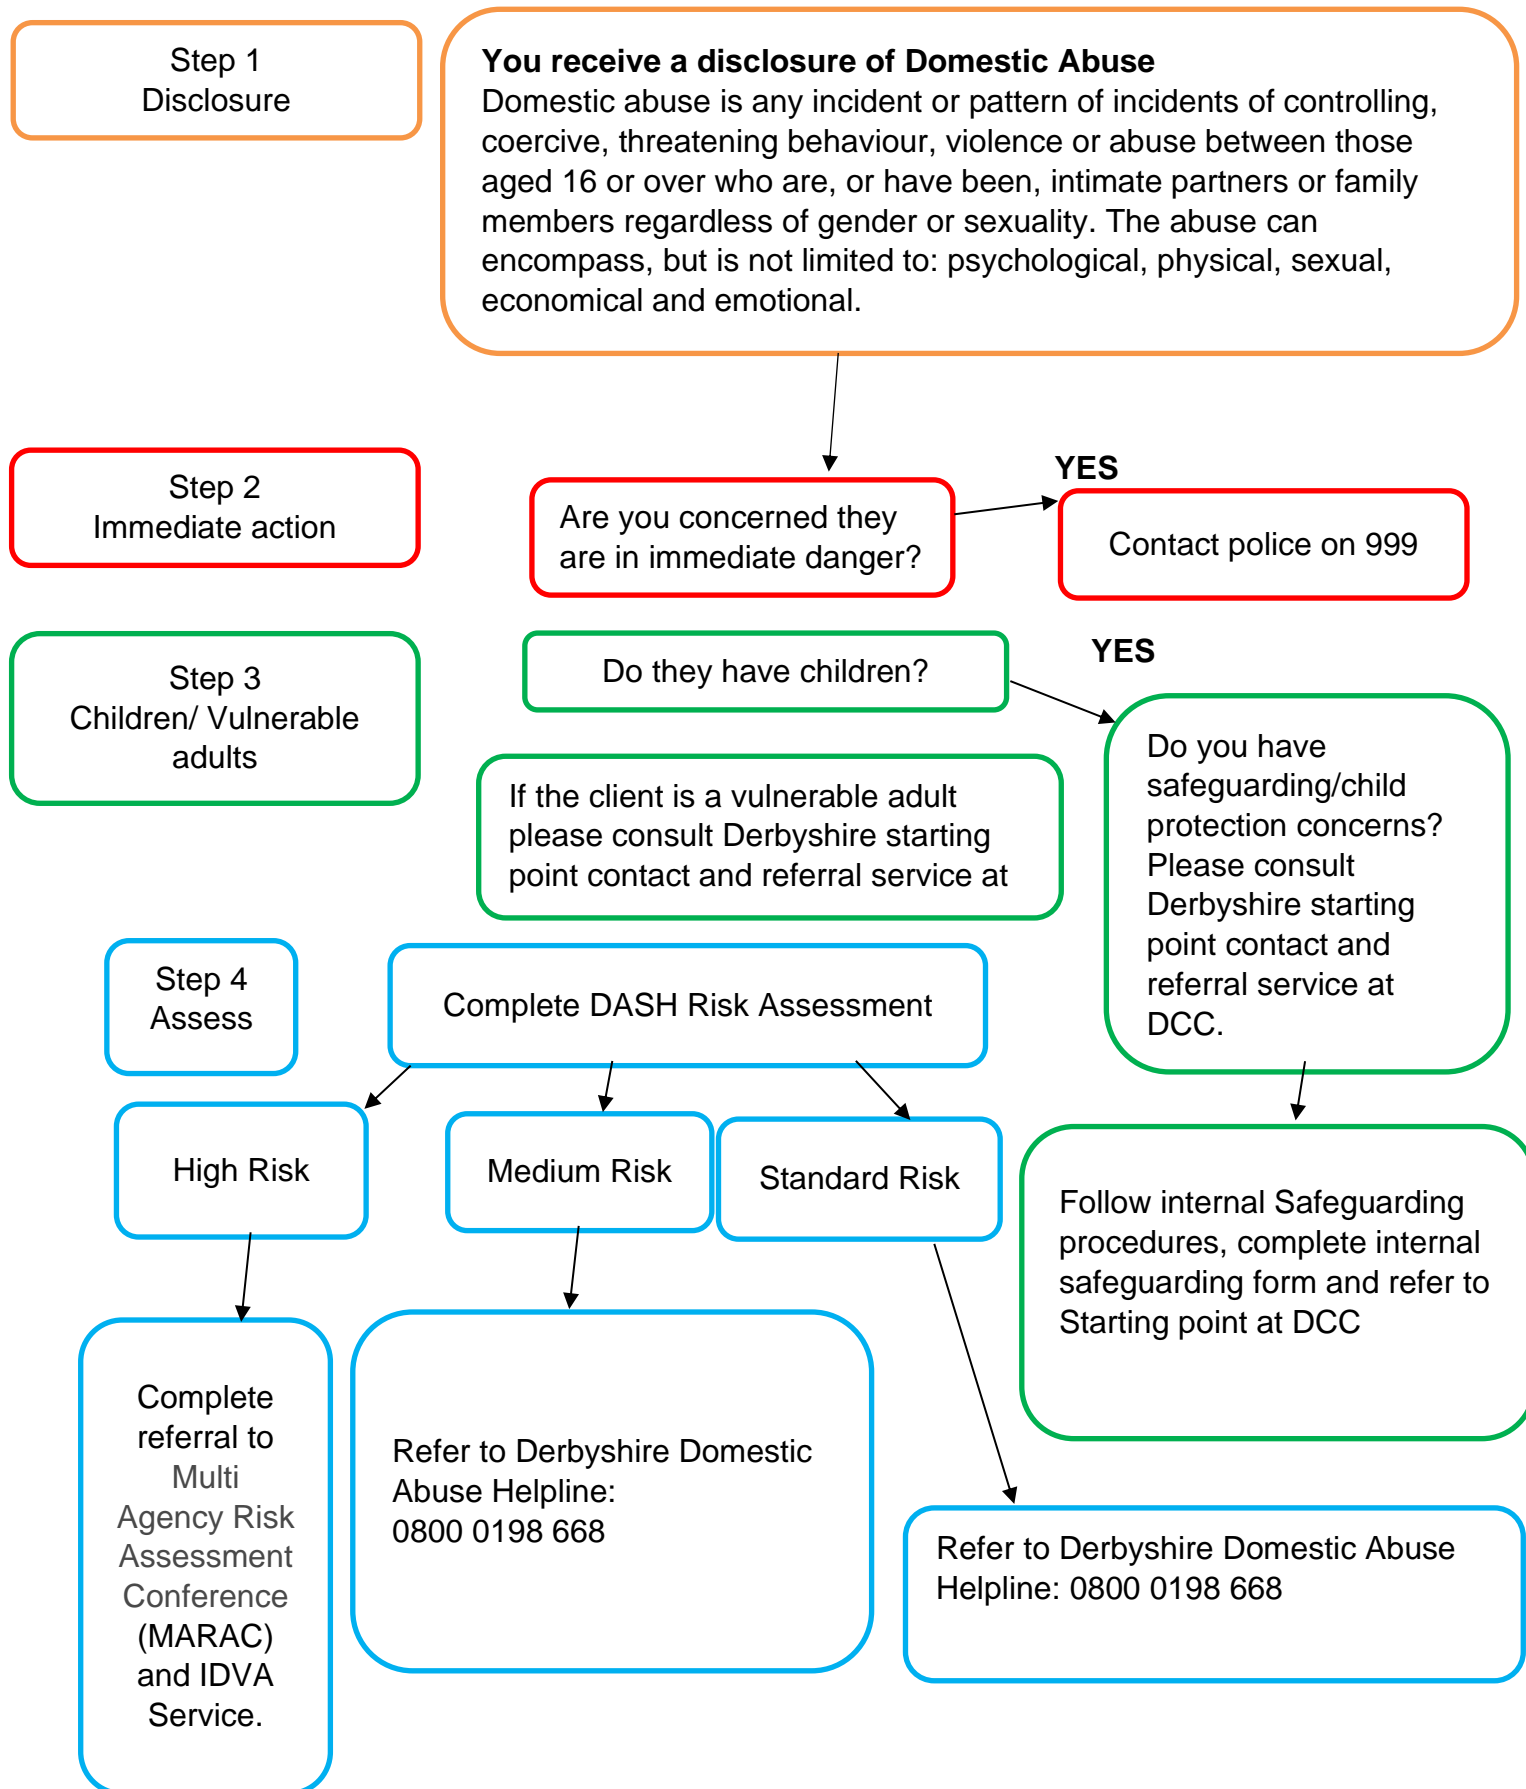 Step 1
Disclosure
You receive a disclosure of Domestic Abuse
Domestic abuse is any incident or pattern of incidents of controlling,
coercive, threatening behaviour, violence or abuse between those
aged 16 or over who are, or have been, intimate partners or family
members regardless of gender or sexuality. The abuse can
encompass, but is not limited to: psychological, physical, sexual,
economical and emotional.
Step 2
Immediate action
Are you concerned they
are in immediate danger?
YES
Contact police on 999
Step 3
Children/ Vulnerable
adults
Do they have children?
YES
If the client is a vulnerable adult
please consult Derbyshire starting
point contact and referral service at
Do you have
safeguarding/child
protection concerns?
Please consult
Derbyshire starting
point contact and
referral service at
DCC.
Step 4
Assess
Complete DASH Risk Assessment
High Risk
Medium Risk
Standard Risk
Follow internal Safeguarding
procedures, complete internal
safeguarding form and refer to
Starting point at DCC
Complete
referral to
Multi
Agency Risk
Assessment
Conference
(MARAC)
and IDVA
Service.
Refer to Derbyshire Domestic
Abuse Helpline:
0800 0198 668
Refer to Derbyshire Domestic Abuse
Helpline: 0800 0198 668